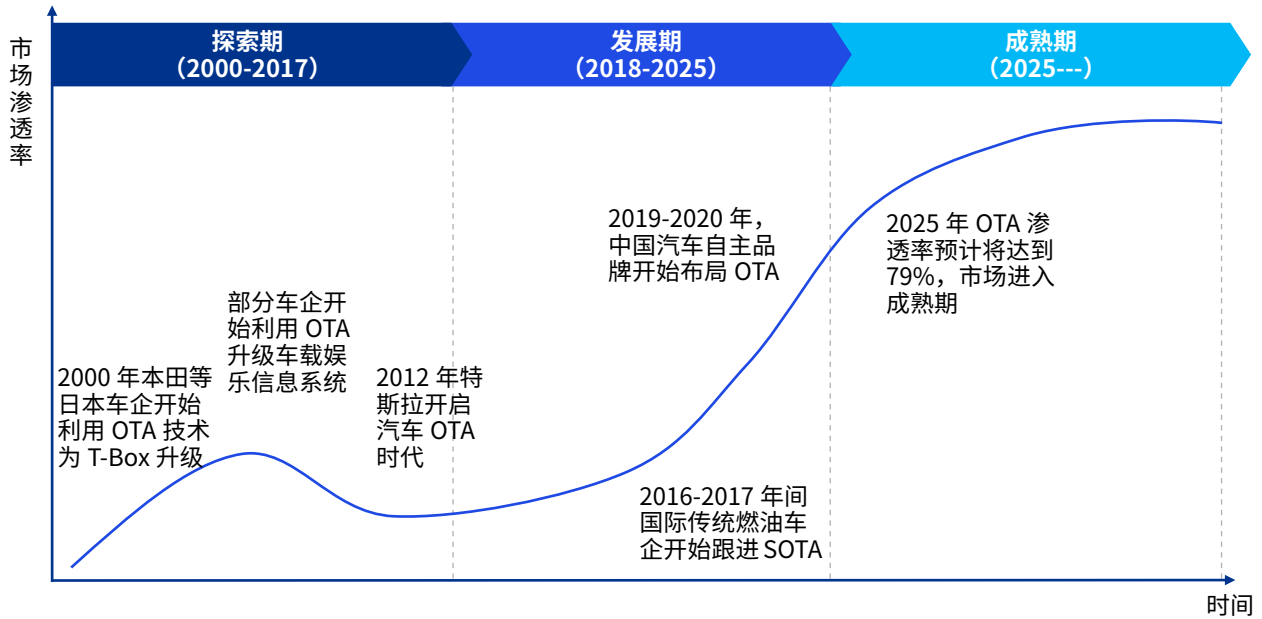 探索期
（2000-2017）
发展期
（2018-2025）
成熟期
（2025---）
市
场
渗
透
率
2000 年本田等
日本车企开始
利用 OTA 技术
为 T-Box 升级
部分车企开
始利用 OTA
升级车载娱
乐信息系统
2012 年特
斯拉开启
汽车 OTA
时代
2019-2020 年，
中国汽车自主品
牌开始布局 OTA
2016-2017 年间
国际传统燃油车
企开始跟进 SOTA
2025 年 OTA 渗
透率预计将达到
79%，市场进入
成熟期
时间